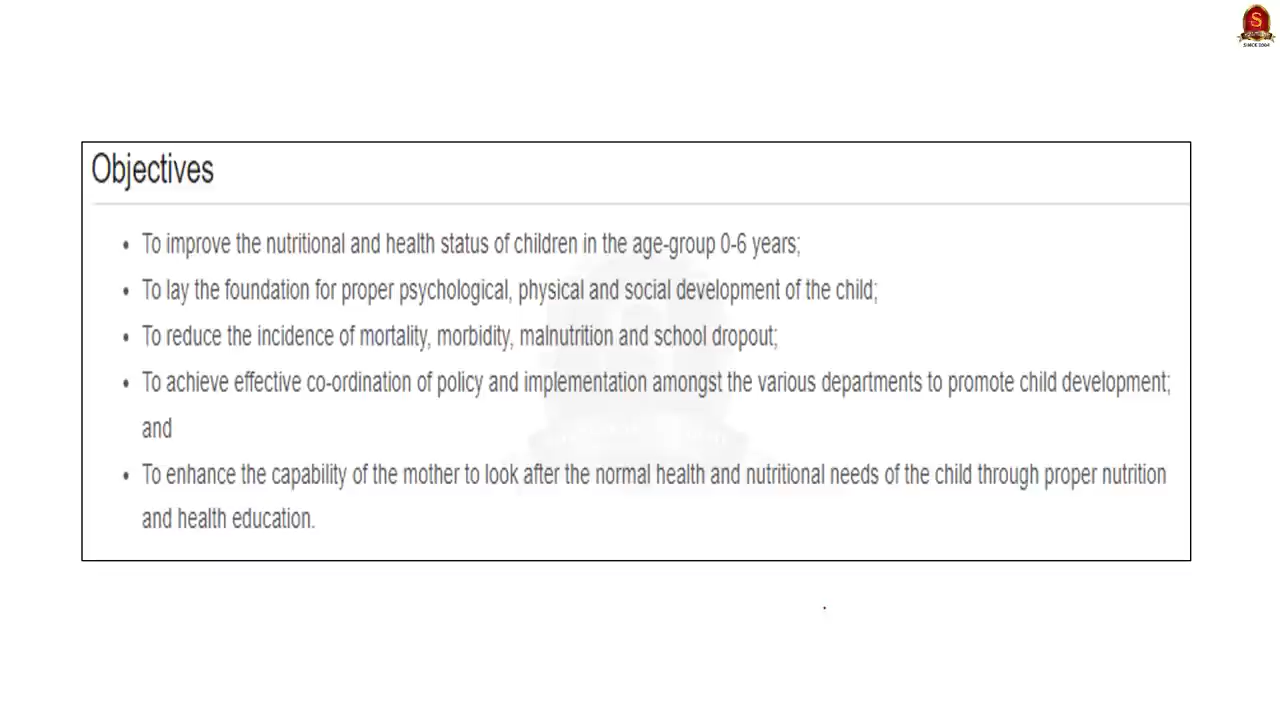 S
SINCE 2004
Objectives
• To improve the nutritional and health status of children in the age-group 0-6 years;
• To lay the foundation for proper psychological, physical and social development of the child;
• To reduce the incidence of mortality, morbidity, malnutrition and school dropout;
• To achieve effective co-ordination of policy and implementation amongst the various departments to promote child development;
and
• To enhance the capability of the mother to look after the normal health and nutritional needs of the child through proper nutrition
and health education.